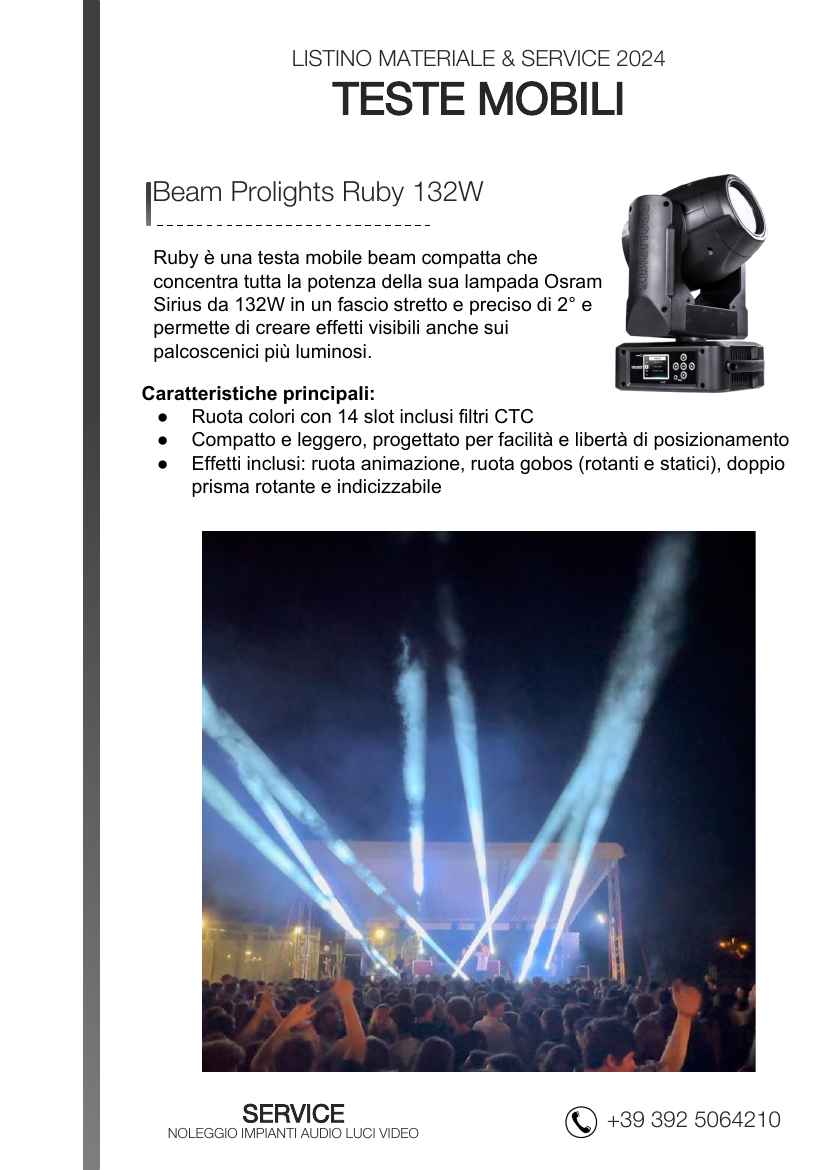 LISTINO MATERIALE & SERVICE 2024
TESTE MOBILI
Beam Prolights Ruby 132W
Ruby è una testa mobile beam compatta che
concentra tutta la potenza della sua lampada Osram
Sirius da 132W in un fascio stretto e preciso di 2° e
permette di creare effetti visibili anche sui
palcoscenici più luminosi.
Caratteristiche principali:
● Ruota colori con 14 slot inclusi filtri CTC
● Compatto e leggero, progettato per facilità e libertà di posizionamento
● Effetti inclusi: ruota animazione, ruota gobos (rotanti e statici), doppio
prisma rotante e indicizzabile
SERVICE
NOLEGGIO IMPIANTI AUDIO LUCI VIDEO
+39 392 5064210